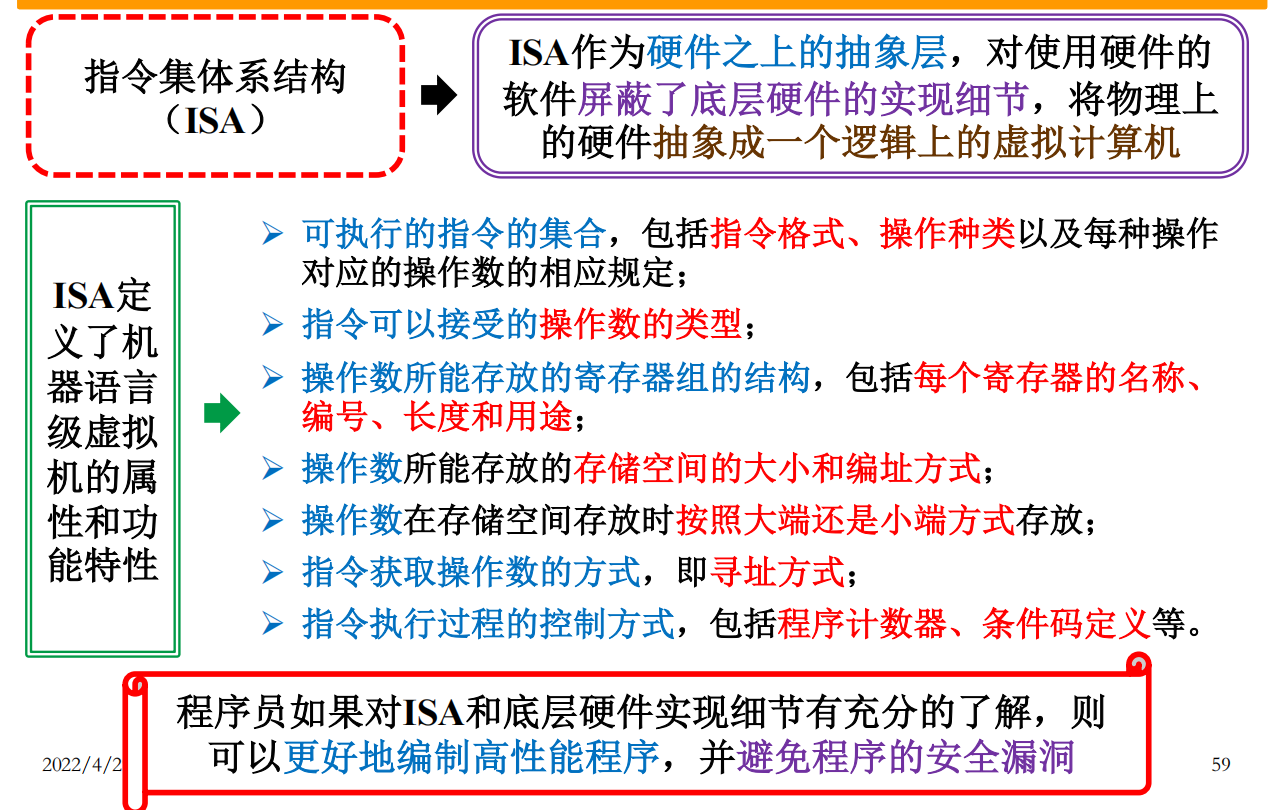 指令集体系结构
（ISA）
ISA作为硬件之上的抽象层，对使用硬件的
软件屏蔽了底层硬件的实现细节，将物理上
的硬件抽象成一个逻辑上的虚拟计算机
ISA定
义了机
器语言
级虚拟
机的属
性和功
能特性
➢ 可执行的指令的集合，包括指令格式、操作种类以及每种操作
对应的操作数的相应规定；
➢ 指令可以接受的操作数的类型；
➢ 操作数所能存放的寄存器组的结构，包括每个寄存器的名称、
编号、长度和用途；
➢ 操作数所能存放的存储空间的大小和编址方式；
➢ 操作数在存储空间存放时按照大端还是小端方式存放；
➢ 指令获取操作数的方式，即寻址方式；
➢ 指令执行过程的控制方式，包括程序计数器、条件码定义等。
程序员如果对ISA和底层硬件实现细节有充分的了解，则
可以更好地编制高性能程序，并避免程序的安全漏洞
2022/4/2
59